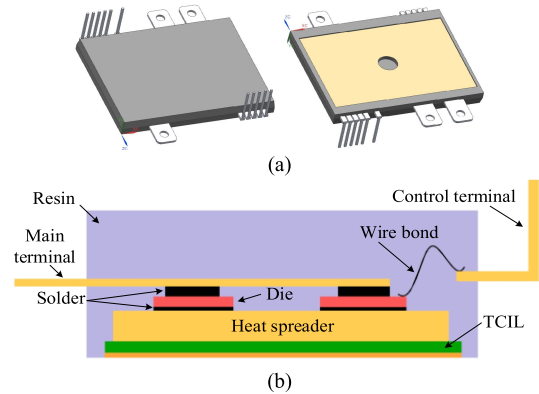 (a)
Resin
Control terminal
Main
terminal
Wire bond
Solder
Die
Heat spreader
TCIL
(b)